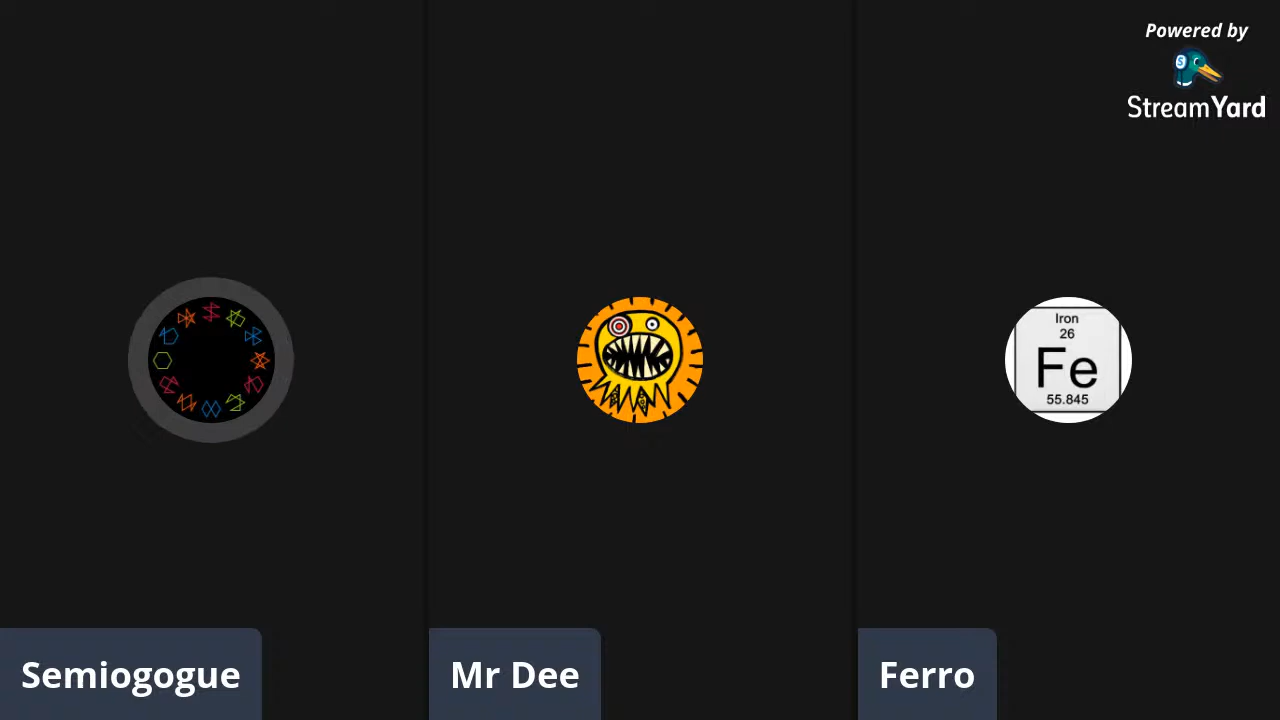 Powered by
S
StreamYard
Iron
26
Fe
55.845
Semiogogue
Mr Dee
Ferro